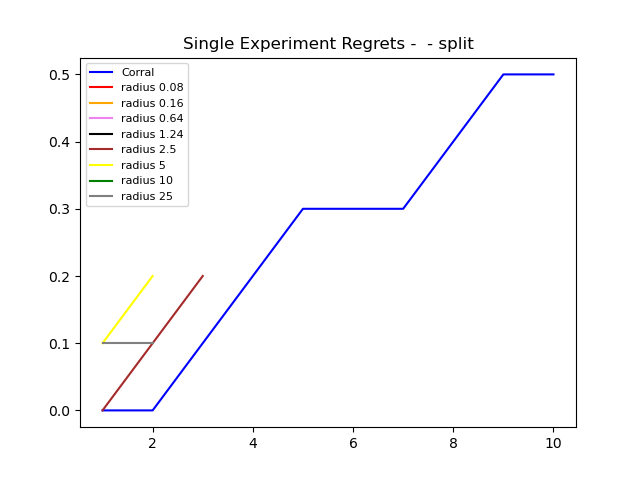 Single Experiment Regrets -  - split
Corral
radius 0.08
radius 0.16
radius 0.64
radius 1.24
radius 2.5
radius 5
radius 10
radius 25
0.5
0.4
0.3
0.2
0.1
0.0
2 4 6 8 10